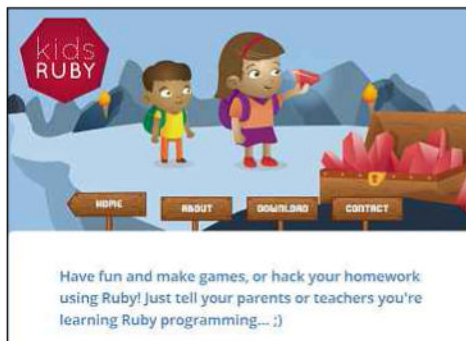 kids
RUBY
HOME
ABOUT
DOWNLOAD
CONTACT
Have fun and make games, or hack your homework
using Ruby! Just tell your parents or teachers you're
learning Ruby programming... ;)